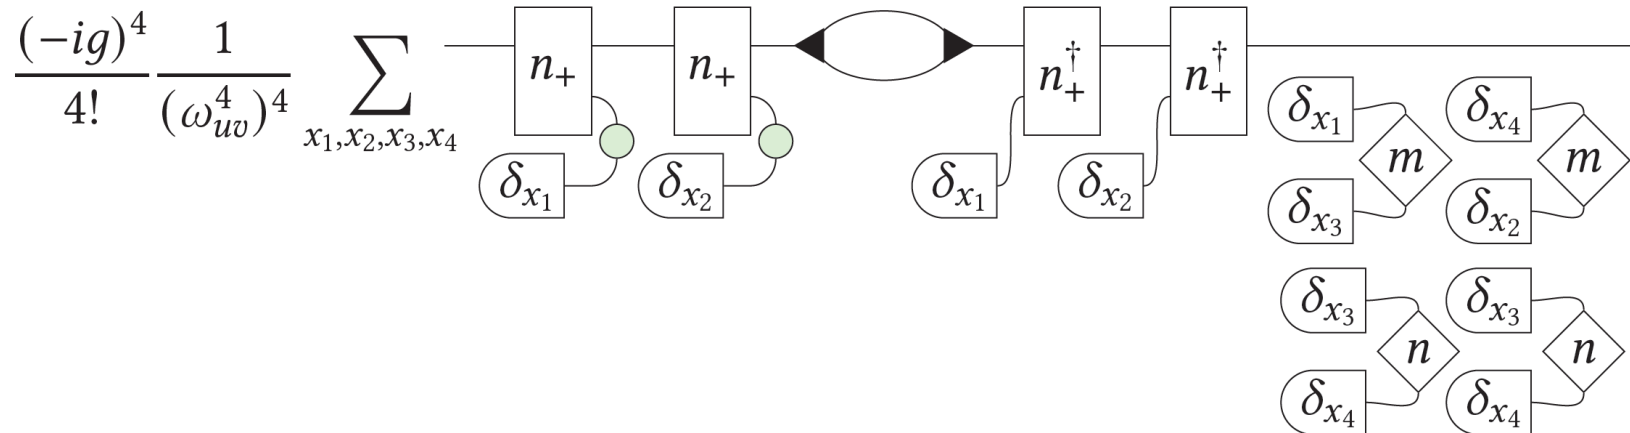 (-ig)^4/4! 1/(ω_{uv}^4)^4 ∑_{x_1,x_2,x_3,x_4} n_+ n_+ n_+^† n_+^†
δ_{x_1} δ_{x_2} δ_{x_1} δ_{x_2}
δ_{x_1} m δ_{x_3}
δ_{x_4} m δ_{x_2}
δ_{x_3} n δ_{x_4}
δ_{x_3} n δ_{x_4}